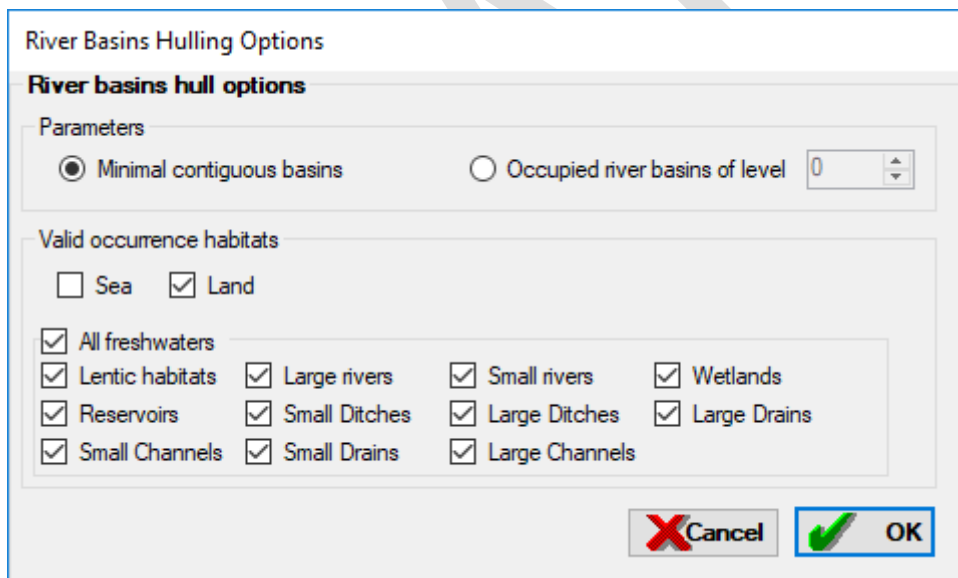 River Basins Hulling Options
River basins hull options
Parameters
Minimal contiguous basins Occupied river basins of level 0
Valid occurrence habitats
Sea Land
All freshwaters
Lentic habitats Large rivers Small rivers Wetlands
Reservoirs Small Ditches Large Ditches Large Drains
Small Channels Small Drains Large Channels
Cancel OK